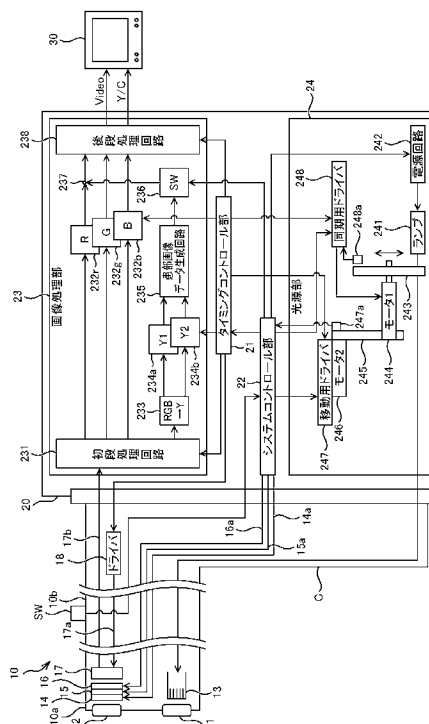 30
Video
Y/C
24
238
後段処理回路
237
236
SW
248
同期用ドライバ
248a
242
電源回路
241
ランプ
243
23
画像処理部
R
G
B
232r
232g
232b
235
患部画像
データ生成回路
タイミングコントロール部
21
光源部
247a
モータ1
244
245
234a
Y1
Y2
234b
233
RGB
→Y
22
システムコントロール部
移動用ドライバ
モータ2
247
246
231
初段処理回路
20
16a
14a
15a
17b
18
ドライバ
SW
10b
17a
C
10
17
16
15
14
10a
13
2
1